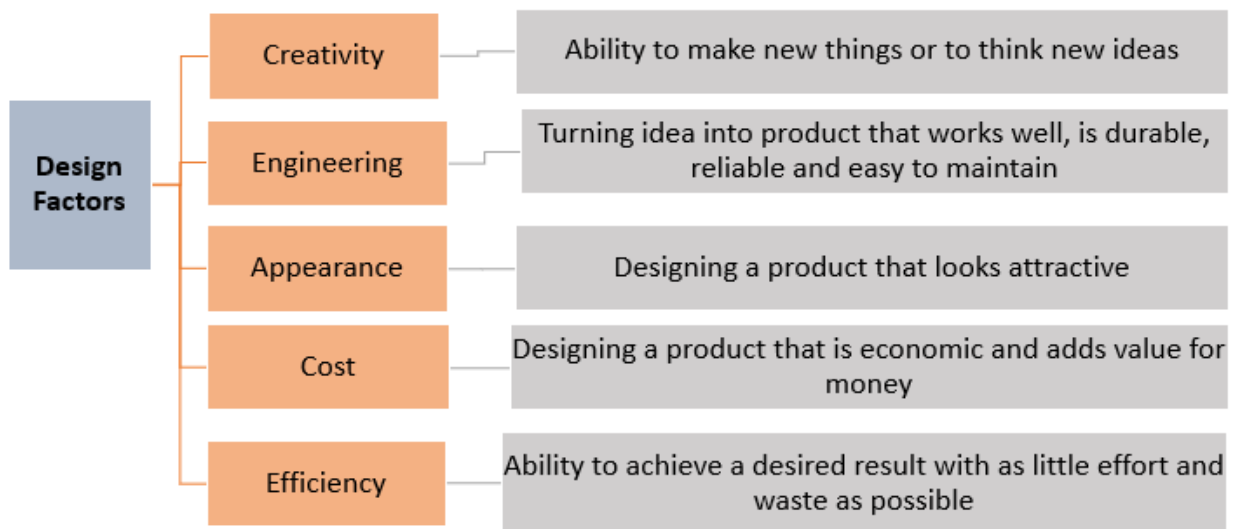 Design
Factors
Creativity
Ability to make new things or to think new ideas
Engineering
Turning idea into product that works well, is durable,
reliable and easy to maintain
Appearance
Designing a product that looks attractive
Cost
Designing a product that is economic and adds value for
money
Efficiency
Ability to achieve a desired result with as little effort and
waste as possible